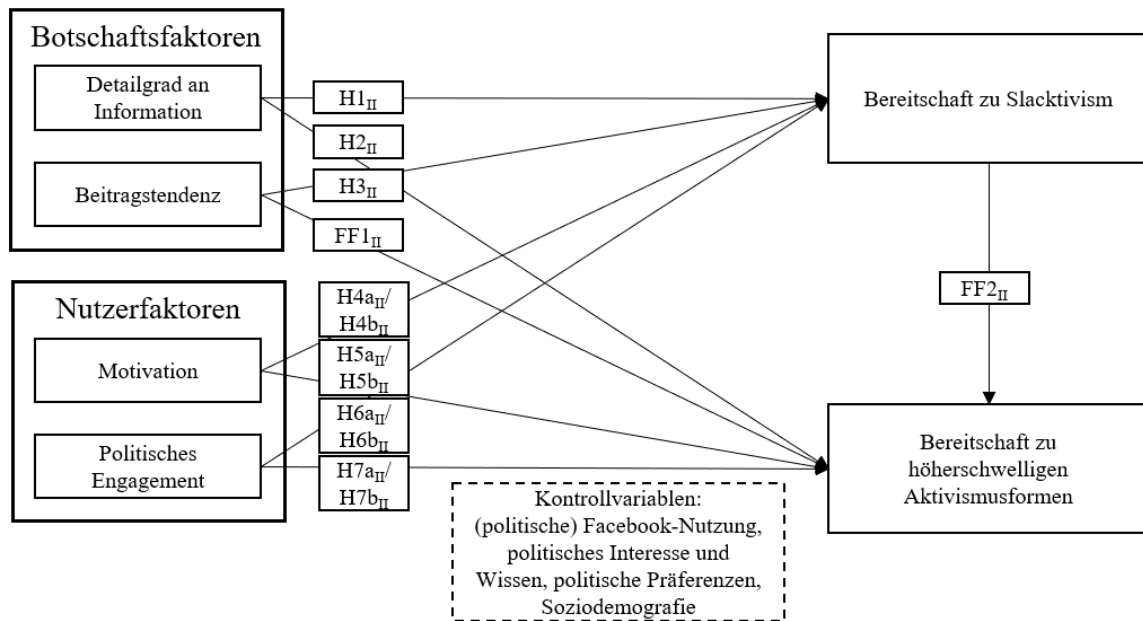 Botschaftsfaktoren
Detailgrad an
Information
Beitragstendenz
H1II
H2II
H3II
FF1II
Nutzerfaktoren
Motivation
Politisches
Engagement
H4aII/
H4bII
H5aII/
H5bII
H6aII/
H6bII
H7aII/
H7bII
Bereitschaft zu Slacktivism
FF2II
Bereitschaft zu
höherschwelligen
Aktivismusformen
Kontrollvariablen:
(politische) Facebook-Nutzung,
politisches Interesse und
Wissen, politische Präferenzen,
Soziodemografie